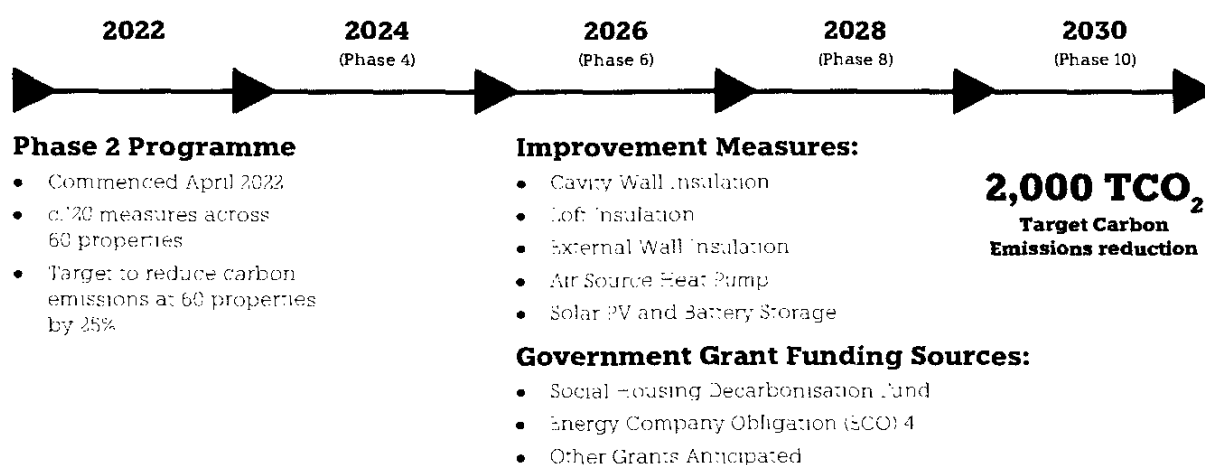 2022
2024
(Phase 4)
2026
(Phase 6)
2028
(Phase 8)
2030
(Phase 10)
Phase 2 Programme
• Commenced April 2022
• c.120 measures across
60 properties
• Target to reduce carbon
emissions at 60 properties
by 25%
Improvement Measures:
• Cavity Wall Insulation
• Loft Insulation
• External Wall Insulation
• Air Source Heat Pump
• Solar PV and Battery Storage
Government Grant Funding Sources:
• Social Housing Decarbonisation Fund
• Energy Company Obligation (ECO) 4
• Other Grants Anticipated
2,000 TCO₂
Target Carbon
Emissions reduction